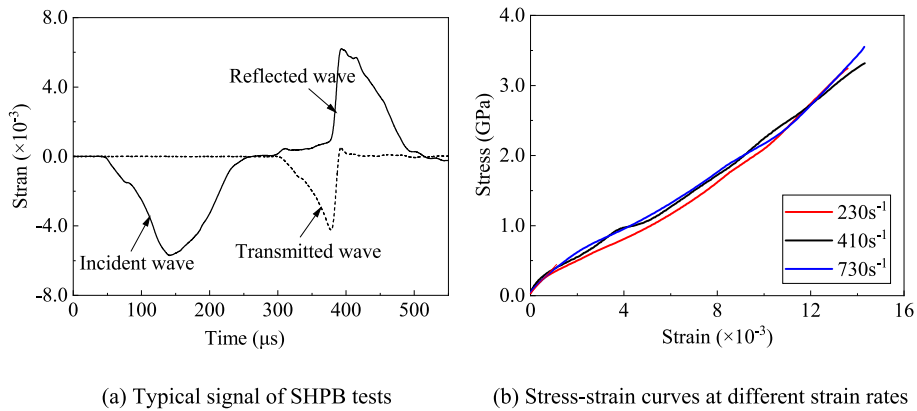 8.0
4.0
0.0
-4.0
-8.0
Stran (×10⁻³)
Reflected wave
Incident wave
Transmitted wave
0 100 200 300 400 500
Time (μs)
(a) Typical signal of SHPB tests
4.0
3.0
2.0
1.0
0.0
Stress (GPa)
230s⁻¹
410s⁻¹
730s⁻¹
0 4 8 12 16
Strain (×10⁻³)
(b) Stress-strain curves at different strain rates